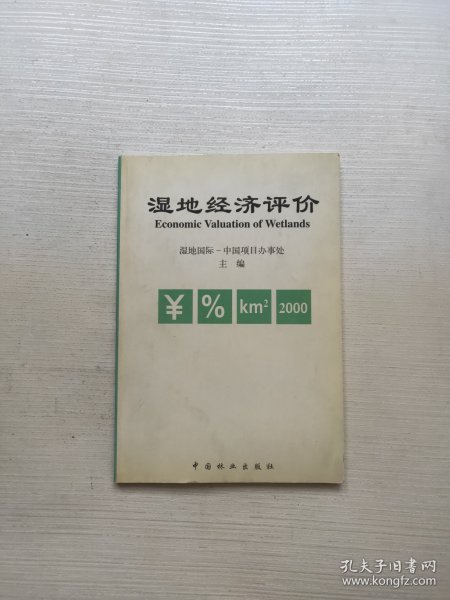 湿地经济评价
Economic Valuation of Wetlands
湿地国际－中国项目办事处
主 编
¥ % km² 2000
中国林业出版社
孔夫子旧书网
www.kongfz.com